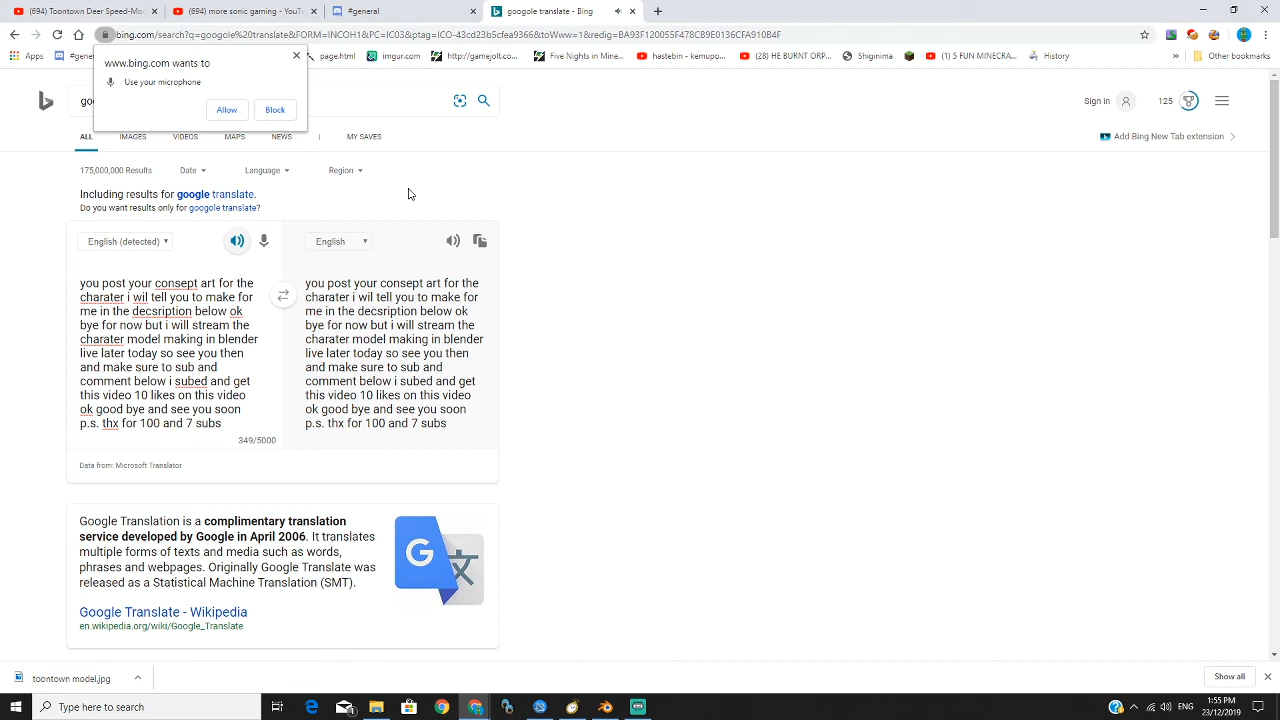 (694) Toontown Deer Speed-Mod
(694) more sonic gaming - YouTu
#general
googole translate - Bing
bing.com/search?q=googole%20translate&FORM=INCOH1&PC=IC03&ptag=ICO-43ca23b5cfed9366&toWww=1&redig=BA93F120055F478CB9E0136CFA910B4F
Apps
#gene
rape.html
imgur.com
http://gamejolt.co...
Five Nights in Mine...
hastebin - kemupo...
(28) HE BURNT ORP...
Shiginima
(1) 5 FUN MINECRA...
History
»
Other bookmarks
www.bing.com wants to
Use your microphone
Allow
Block
goo
Sign in
125
ALL
IMAGES
VIDEOS
MAPS
NEWS
MY SAVES
Add Bing New Tab extension
175,000,000 Results
Date
Language
Region
Including results for google translate.
Do you want results only for googole translate?
English (detected)
English
you post your consept art for the
charater i wil tell you to make for
me in the decsription below ok
bye for now but i will stream the
charater model making in blender
live later today so see you then
and make sure to sub and
comment below i subed and get
this video 10 likes on this video
ok good bye and see you soon
p.s. thx for 100 and 7 subs
349/5000
you post your consept art for the
charater i wil tell you to make for
me in the decsription below ok
bye for now but i will stream the
charater model making in blender
live later today so see you then
and make sure to sub and
comment below i subed and get
this video 10 likes on this video
ok good bye and see you soon
p.s. thx for 100 and 7 subs
Data from: Microsoft Translator
Google Translation is a complimentary translation
service developed by Google in April 2006. It translates
multiple forms of texts and media such as words,
phrases and webpages. Originally Google Translate was
released as a Statistical Machine Translation (SMT).
Google Translate - Wikipedia
en.wikipedia.org/wiki/Google_Translate
toontown model.jpg
Show all
Type here to search
ENG
1:55 PM
23/12/2019